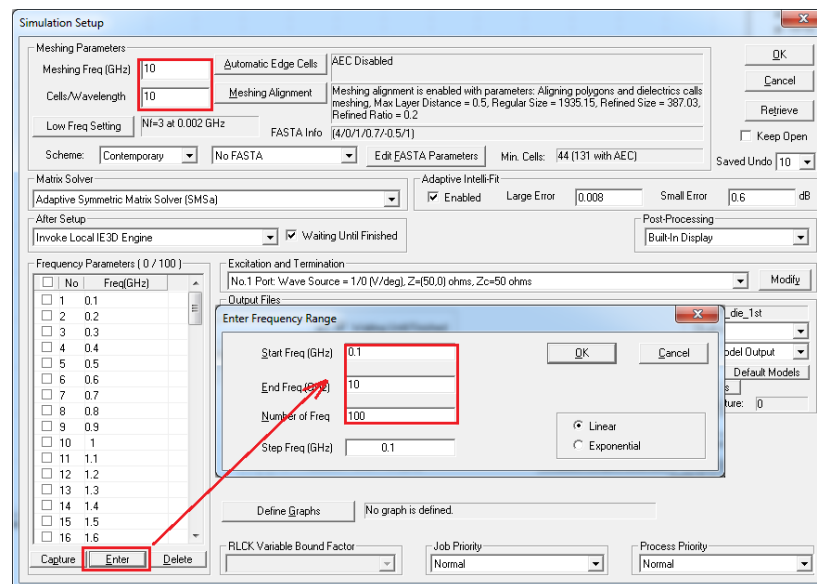 Simulation Setup
Meshing Parameters
Meshing Freq (GHz) 10 Automatic Edge Cells AEC Disabled
Cells/Wavelength 10 Meshing Alignment Meshing alignment is enabled with parameters: Aligning polygons and dielectrics calls
meshing, Max Layer Distance = 0.5, Regular Size = 1935.15, Refined Size = 387.03,
Refined Ratio = 0.2
Low Freq Setting Nf=3 at 0.002 GHz FASTA Info (4/0/1/0.7/-0.5/1)
Scheme: Contemporary No FASTA Edit FASTA Parameters Min. Cells: 44 (131 with AEC)
OK
Cancel
Retrieve
Keep Open
Saved Undo 10
Matrix Solver
Adaptive Symmetric Matrix Solver (SMSa)
Adaptive Intelli-Fit
Enabled Large Error 0.008 Small Error 0.6 dB
After Setup
Invoke Local IE3D Engine Waiting Until Finished
Post-Processing
Built-In Display
Frequency Parameters ( 0 / 100 )
No Freq(GHz)
1 0.1
2 0.2
3 0.3
4 0.4
5 0.5
6 0.6
7 0.7
8 0.8
9 0.9
10 1
11 1.1
12 1.2
13 1.3
14 1.4
15 1.5
16 1.6
Capture Enter Delete
Excitation and Termination
No.1 Port: Wave Source = 1/0 (V/deg), Z=(50,0) ohms, Zc=50 ohms Modify
Output Files
_die_1st
odel Output
Default Models
s
ture: 0
Enter Frequency Range
Start Freq (GHz) 0.1 OK Cancel
End Freq (GHz) 10
Number of Freq 100 Linear
Step Freq (GHz) 0.1 Exponential
Define Graphs No graph is defined.
RLCK Variable Bound Factor
Job Priority
Normal
Process Priority
Normal